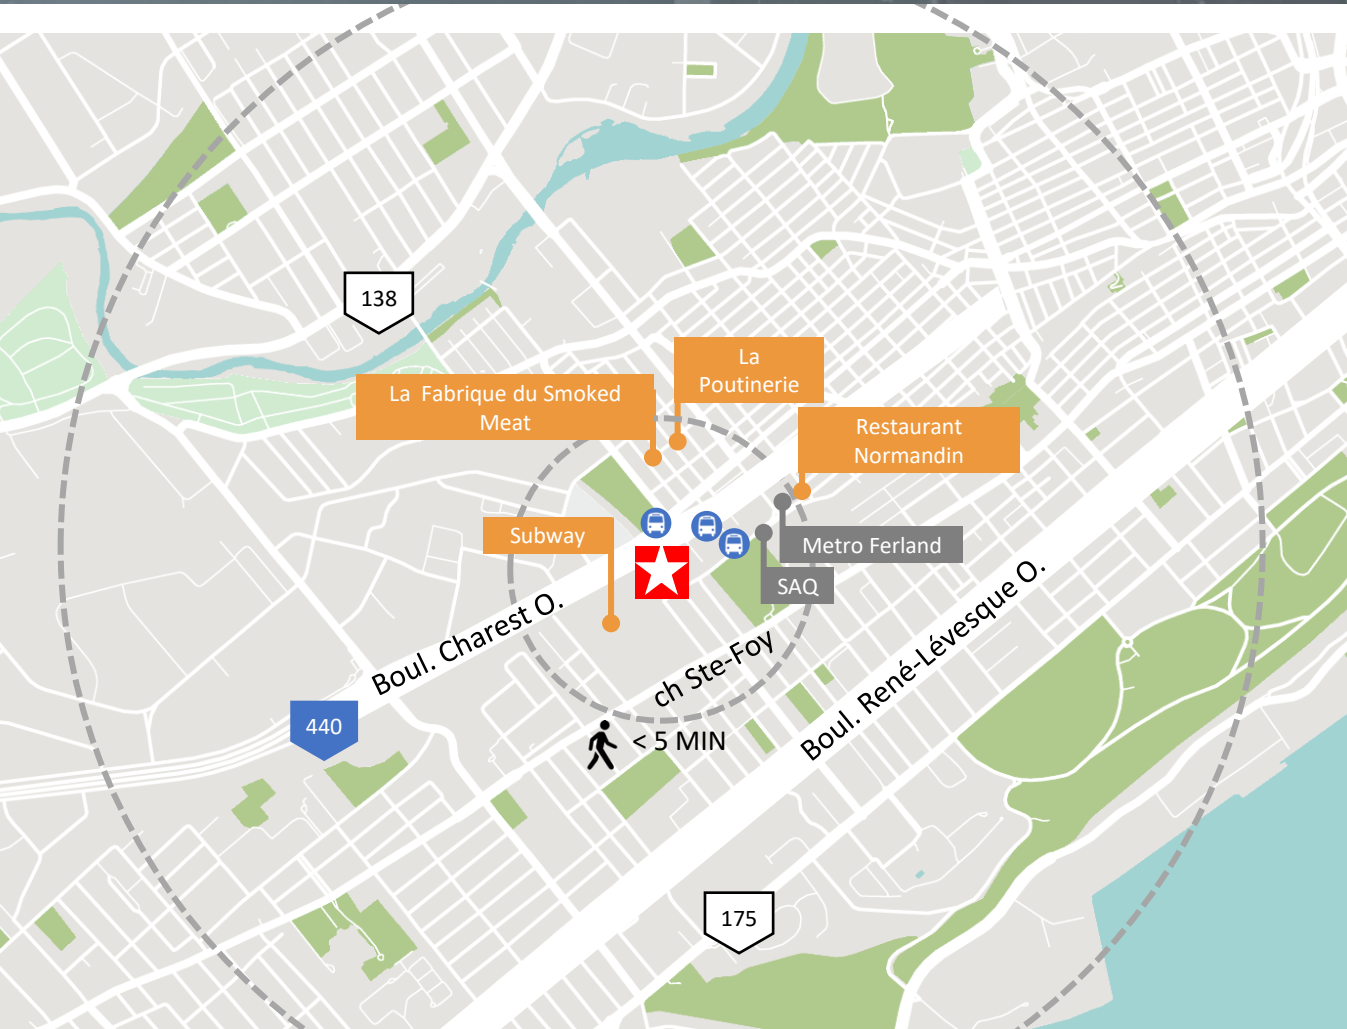 138
La
Poutinerie
La Fabrique du Smoked
Meat
Restaurant
Normandin
Subway
Metro Ferland
SAQ
Boul. Charest O.
ch Ste-Foy
Boul. René-Lévesque O.
440
< 5 MIN
175